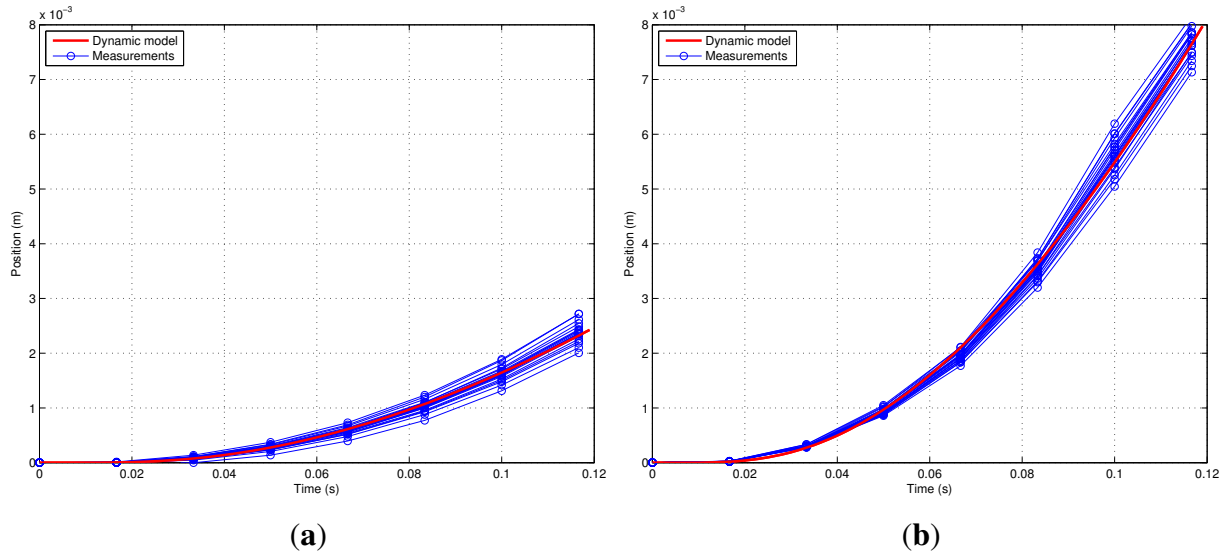 x 10⁻³
8
7
6
5
4
3
2
1
0
Position (m)
Dynamic model
Measurements
0 0.02 0.04 0.06 0.08 0.1 0.12
Time (s)
(a)
x 10⁻³
8
7
6
5
4
3
2
1
0
Position (m)
Dynamic model
Measurements
0 0.02 0.04 0.06 0.08 0.1 0.12
Time (s)
(b)